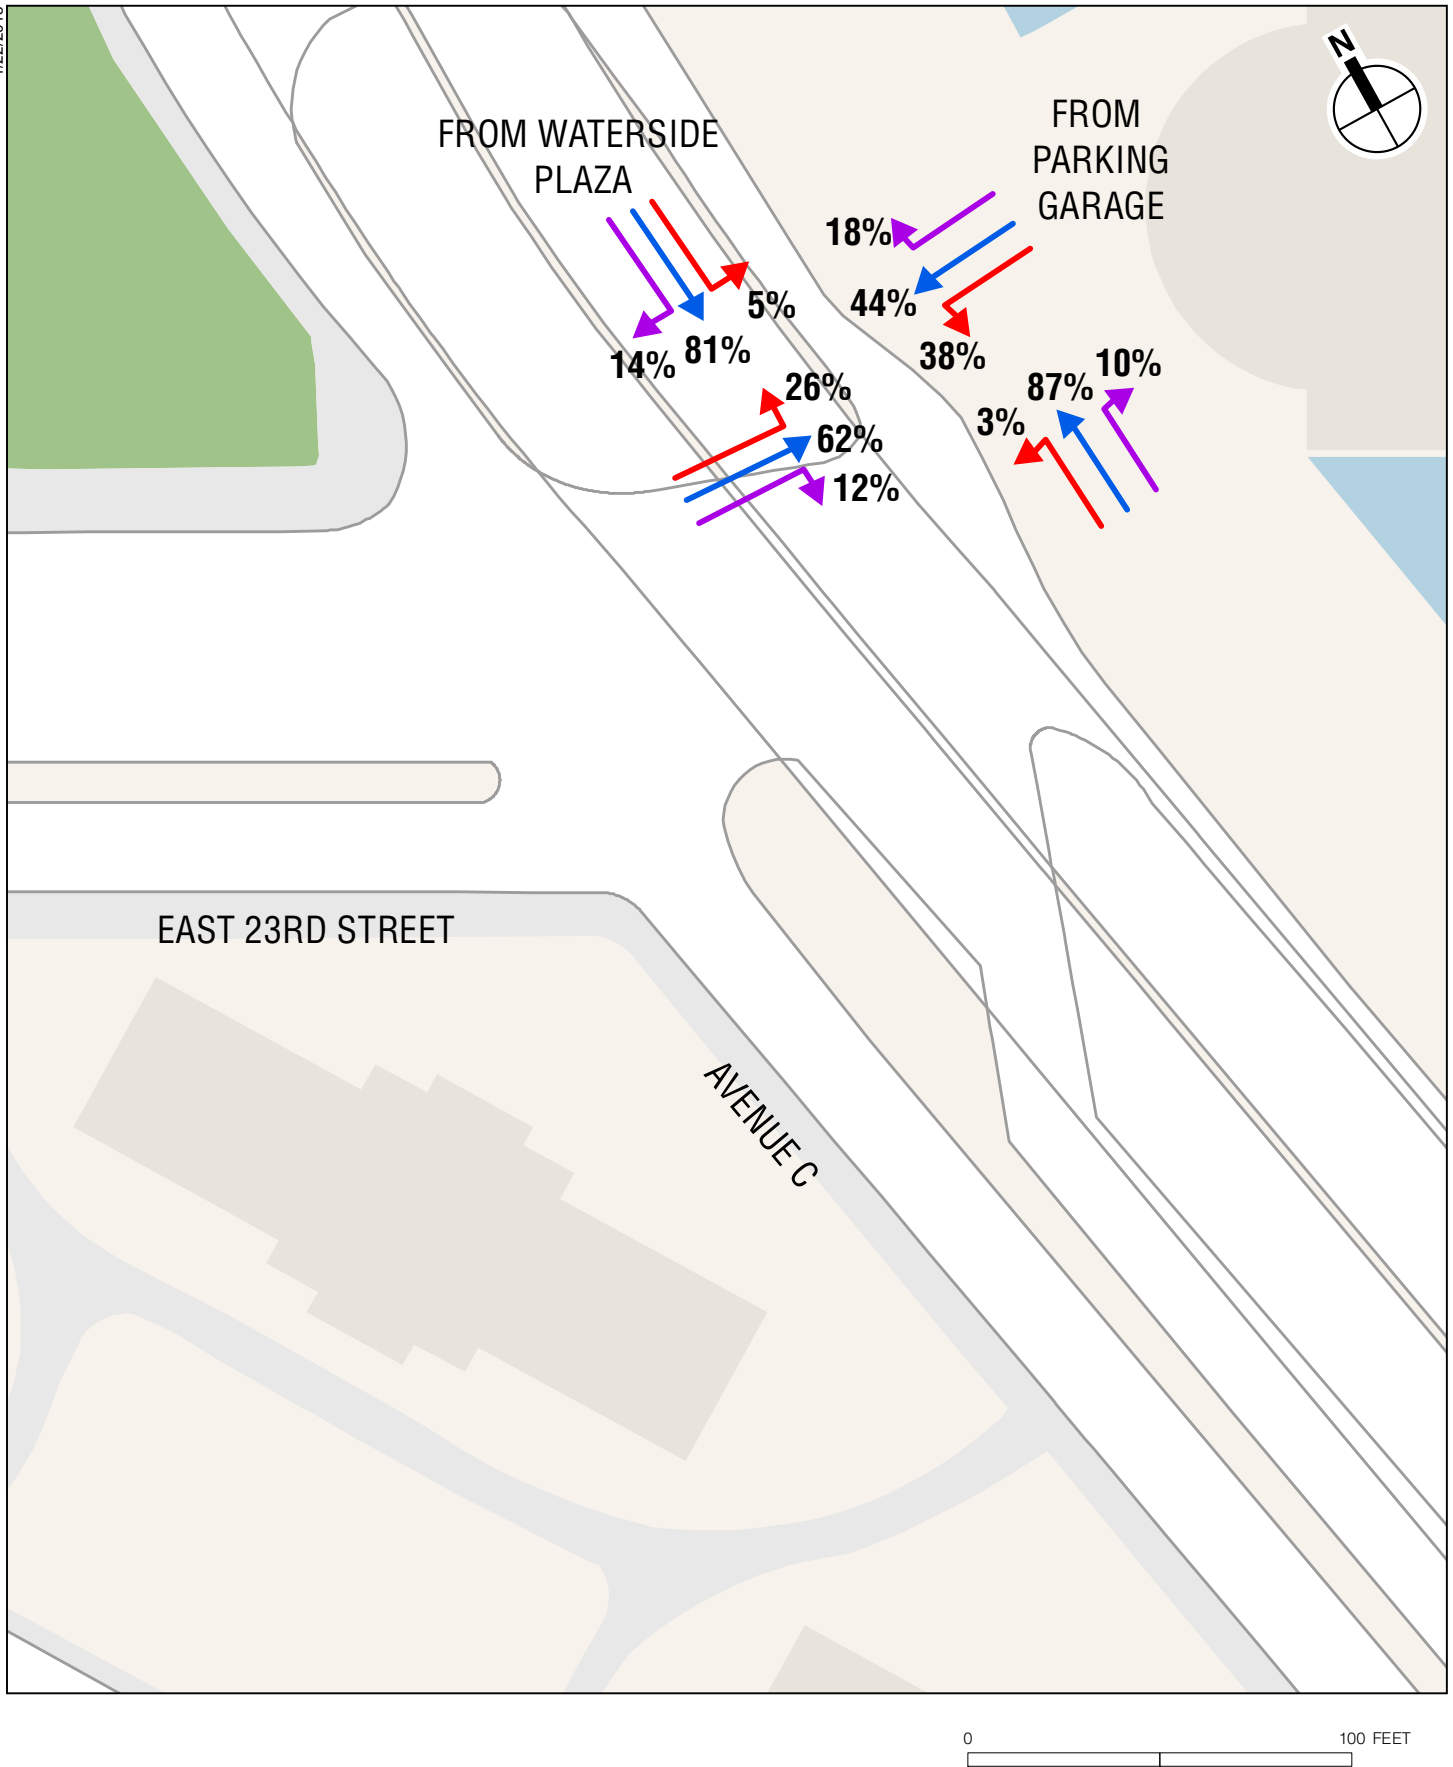 N
FROM WATERSIDE
PLAZA
FROM
PARKING
GARAGE
18%
44%
38%
5%
81%
14%
26%
62%
12%
10%
87%
3%
EAST 23RD STREET
AVENUE C
0
100 FEET